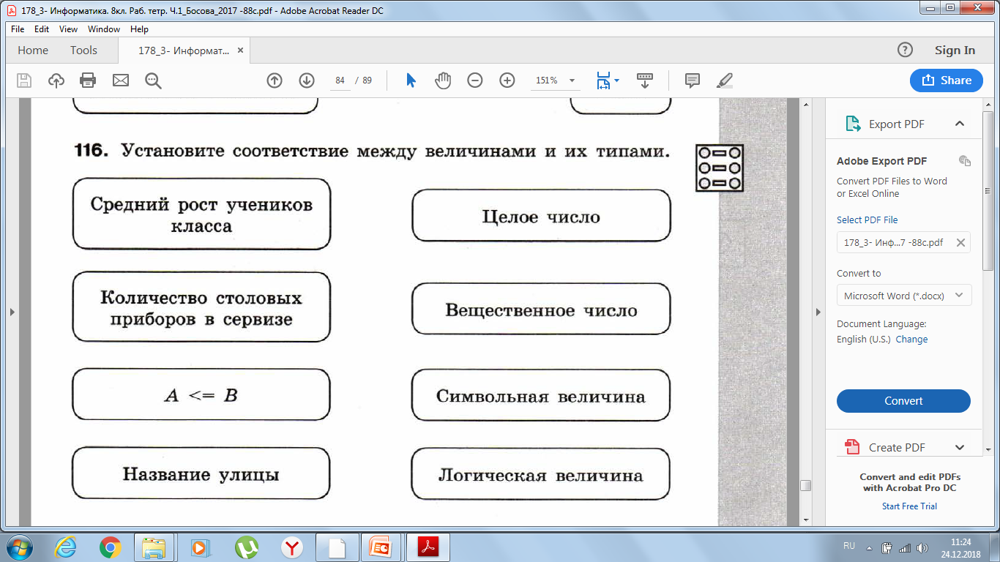 178_3- Информатика. 8кл. Раб. тетр. Ч.1_Босова_2017 -88с.pdf - Adobe Acrobat Reader DC
File Edit View Window Help
Home Tools 178_3- Информат... × Sign In
84 / 89 151% Share
116. Установите соответствие между величинами и их типами.
Средний рост учеников
класса
Целое число
Количество столовых
приборов в сервизе
Вещественное число
A <= B
Символьная величина
Название улицы
Логическая величина
Export PDF
Adobe Export PDF
Convert PDF Files to Word
or Excel Online
Select PDF File
178_3- Инф...7 -88с.pdf
Convert to
Microsoft Word (*.docx)
Document Language:
English (U.S.) Change
Convert
Create PDF
Convert and edit PDFs
with Acrobat Pro DC
Start Free Trial
RU 11:24
24.12.2018